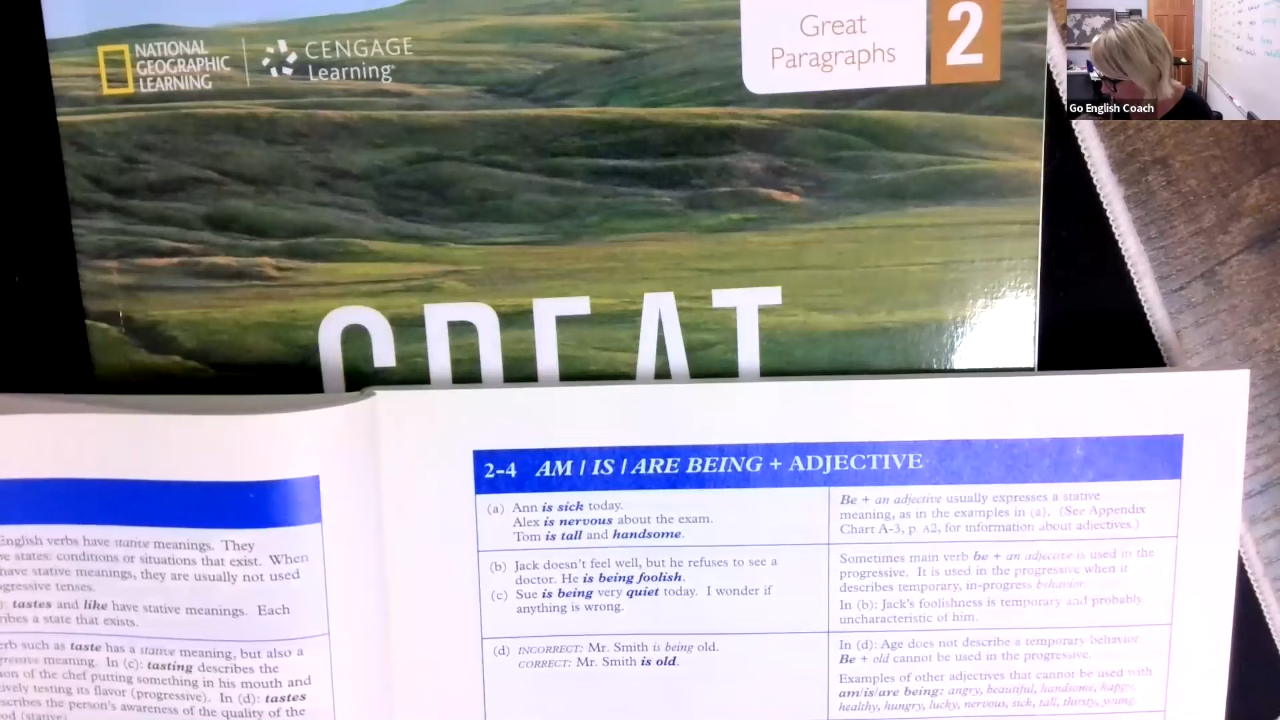 NATIONAL
GEOGRAPHIC
LEARNING
CENGAGE
Learning
Great
Paragraphs
2
Go English Coach
GREAT
English verbs have stative meanings. They
states: conditions or situations that exist. When
have stative meanings, they are usually not used
tenses.
tastes and like have stative meanings. Each
a state that exists.
such as taste has a stative meaning, but also a
meaning. In (c): tasting describes the
of the chef putting something in his mouth and
testing its flavor (progressive). In (d): tastes
the person's awareness of the quality of the
(stative)
2-4 AM / IS / ARE BEING + ADJECTIVE
(a) Ann is sick today.
Alex is nervous about the exam.
Tom is tall and handsome.
Be + an adjective usually expresses a stative
meaning, as in the examples in (a). (See Appendix
Chart A-3, p. A2, for information about adjectives.)
(b) Jack doesn't feel well, but he refuses to see a
doctor. He is being foolish.
(c) Sue is being very quiet today. I wonder if
anything is wrong.
Sometimes main verb be + an adjective is used in the
progressive. It is used in the progressive when it
describes temporary, in-progress behavior.
In (b): Jack's foolishness is temporary and probably
uncharacteristic of him.
(d) INCORRECT: Mr. Smith is being old.
CORRECT: Mr. Smith is old.
In (d): Age does not describe a temporary behavior.
Be + old cannot be used in the progressive.
Examples of other adjectives that cannot be used with
am/is/are being: angry, beautiful, handsome, happy,
healthy, hungry, lucky, nervous, sick, tall, thirsty, young.